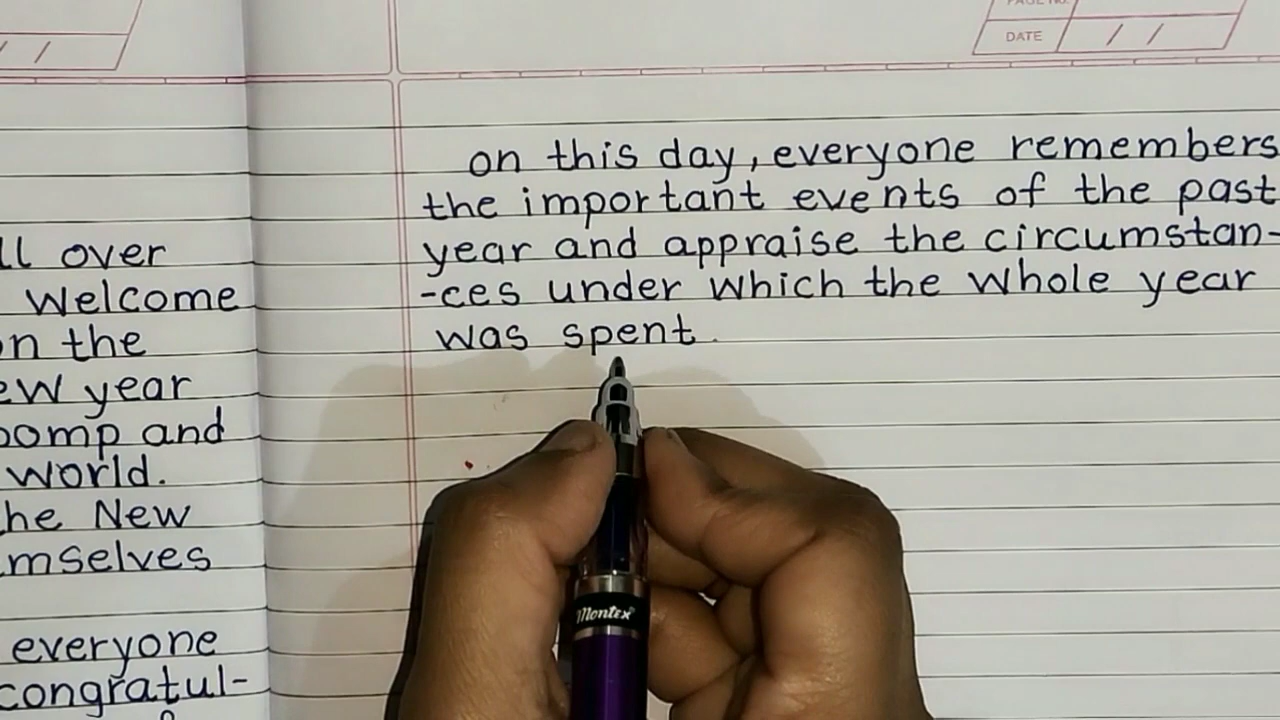 ll over
Welcome
on the
ew year
pomp and
world.
he New
mselves
everyone
congratul-
PAGE NO.
DATE / /
on this day, everyone remembers
the important events of the past
year and appraise the circumstan-
-ces under which the whole year
was spent.
Montex